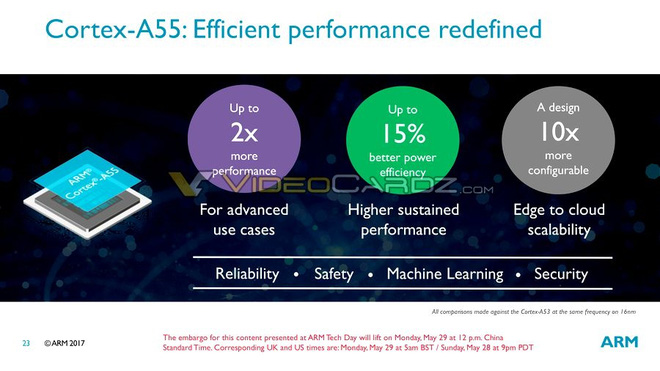 Cortex-A55: Efficient performance redefined
Up to
2x
more
performance
Up to
15%
better power
efficiency
A design
10x
more
configurable
ARM®
Cortex®-A55
VIDEOCARDZ.COM
For advanced
use cases
Higher sustained
performance
Edge to cloud
scalability
Reliability • Safety • Machine Learning • Security
All comparisons made against the Cortex-A53 at the same frequency on 16nm
23 © ARM 2017
The embargo for this content presented at ARM Tech Day will lift on Monday, May 29 at 12 p.m. China
Standard Time. Corresponding UK and US times are: Monday, May 29 at 5am BST / Sunday, May 28 at 9pm PDT
ARM